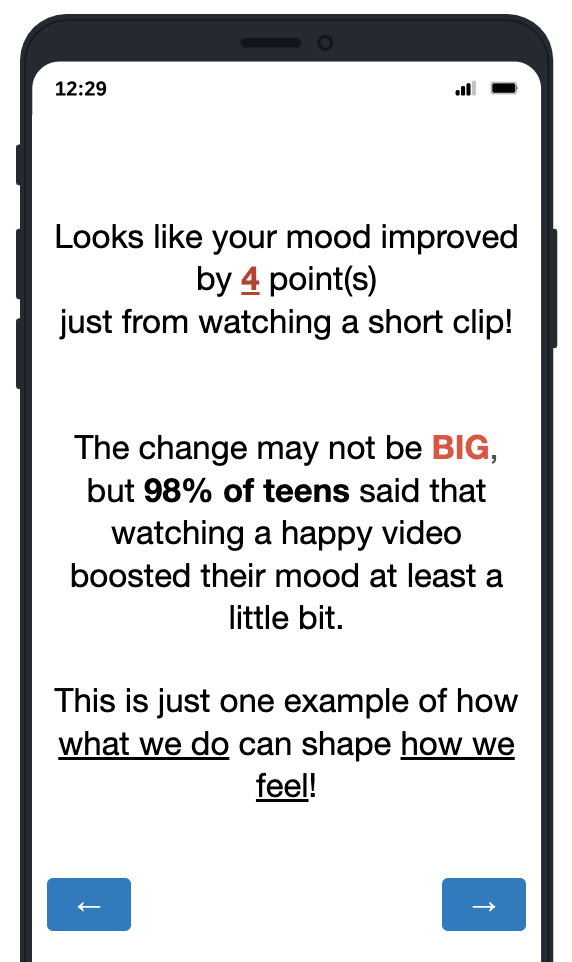 12:29
Looks like your mood improved
by 4 point(s)
just from watching a short clip!
The change may not be BIG,
but 98% of teens said that
watching a happy video
boosted their mood at least a
little bit.
This is just one example of how
what we do can shape how we
feel!
← →